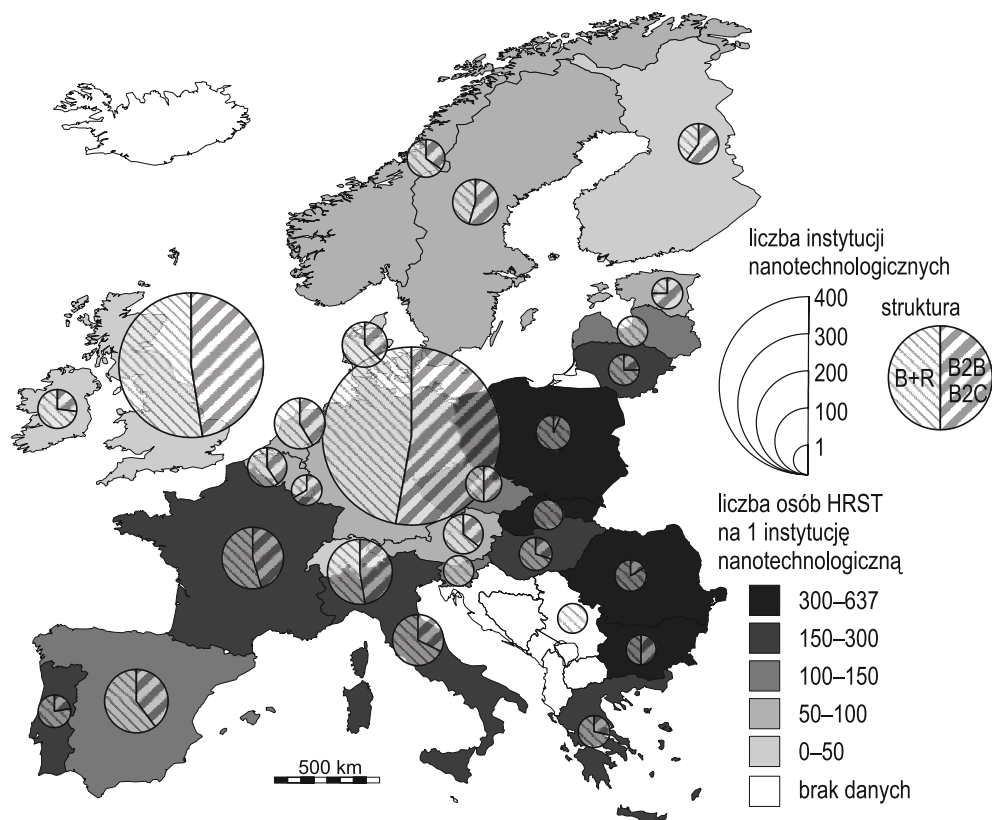 liczba instytucji
nanotechnologicznych
400
300
200
100
1
struktura
B+R
B2B
B2C
liczba osób HRST
na 1 instytucję
nanotechnologiczną
300–637
150–300
100–150
50–100
0–50
brak danych
500 km